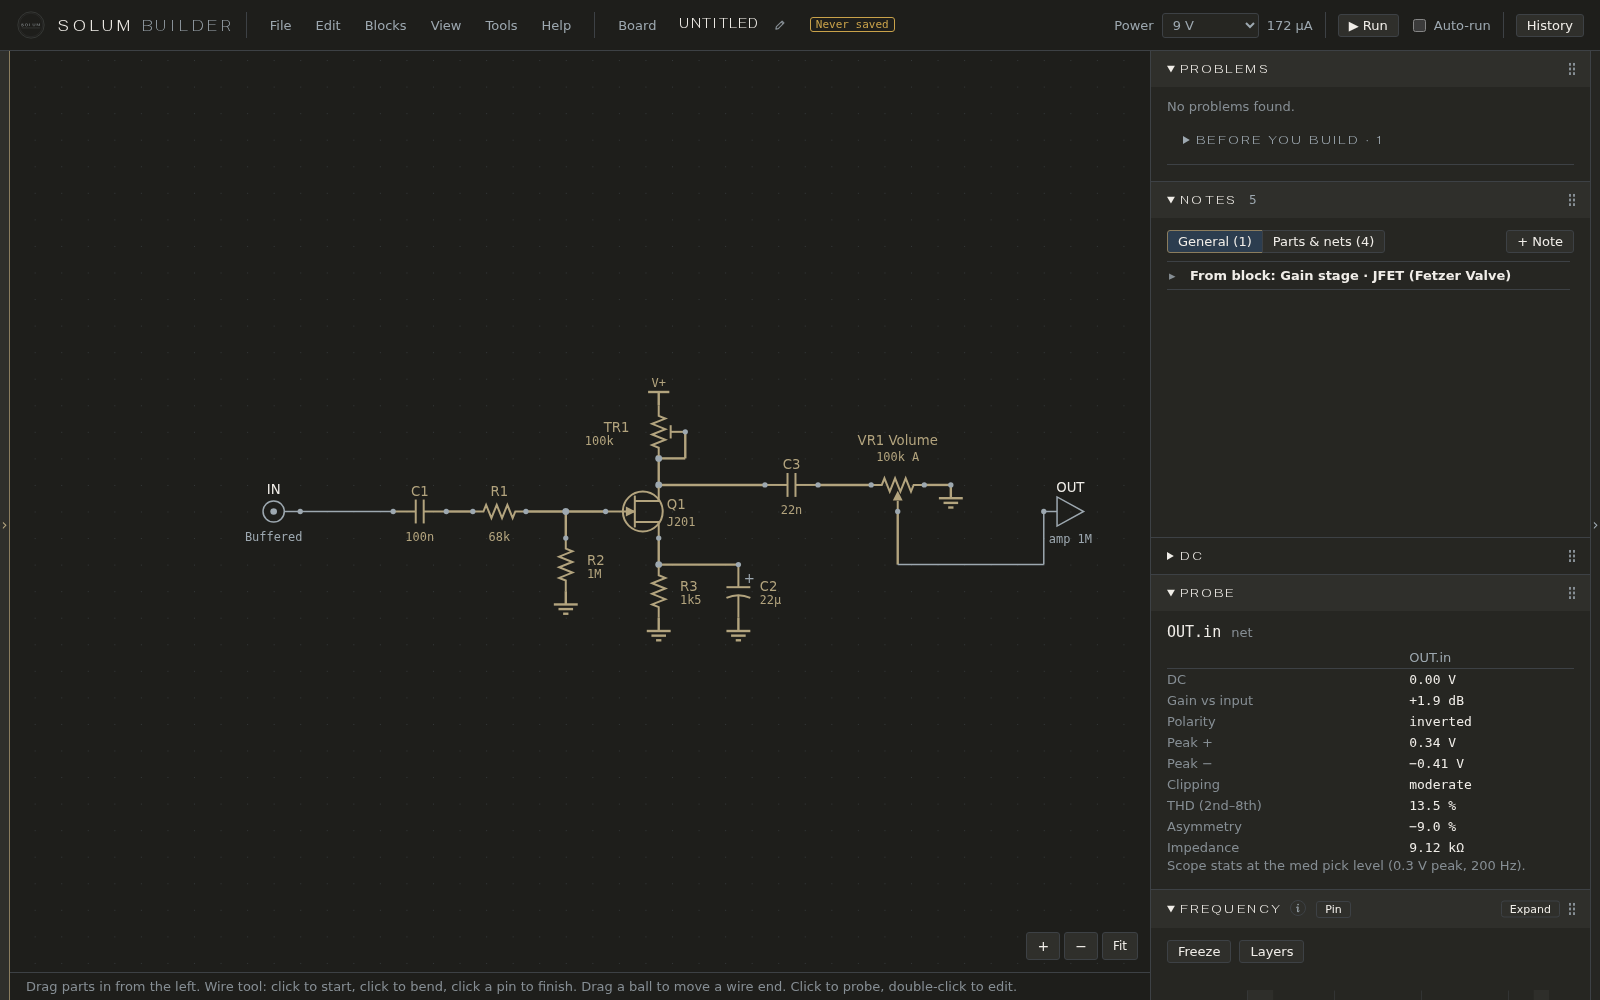 SOLUM BUILDER File Edit Blocks View Tools Help Board UNTITLED Never saved Power 9 V 172 µA ▶ Run Auto-run History
PROBLEMS
No problems found.
BEFORE YOU BUILD · 1
NOTES 5
General (1) Parts & nets (4) + Note
From block: Gain stage · JFET (Fetzer Valve)
V+
TR1
100k
VR1 Volume
100k A
C3
22n
IN
Buffered
C1
100n
R1
68k
Q1
J201
OUT
amp 1M
R2
1M
R3
1k5
+
C2
22µ
DC
PROBE
OUT.in net
OUT.in
DC 0.00 V
Gain vs input +1.9 dB
Polarity inverted
Peak + 0.34 V
Peak − −0.41 V
Clipping moderate
THD (2nd–8th) 13.5 %
Asymmetry −9.0 %
Impedance 9.12 kΩ
Scope stats at the med pick level (0.3 V peak, 200 Hz).
FREQUENCY i Pin Expand
Freeze Layers
+ − Fit
Drag parts in from the left. Wire tool: click to start, click to bend, click a pin to finish. Drag a ball to move a wire end. Click to probe, double-click to edit.